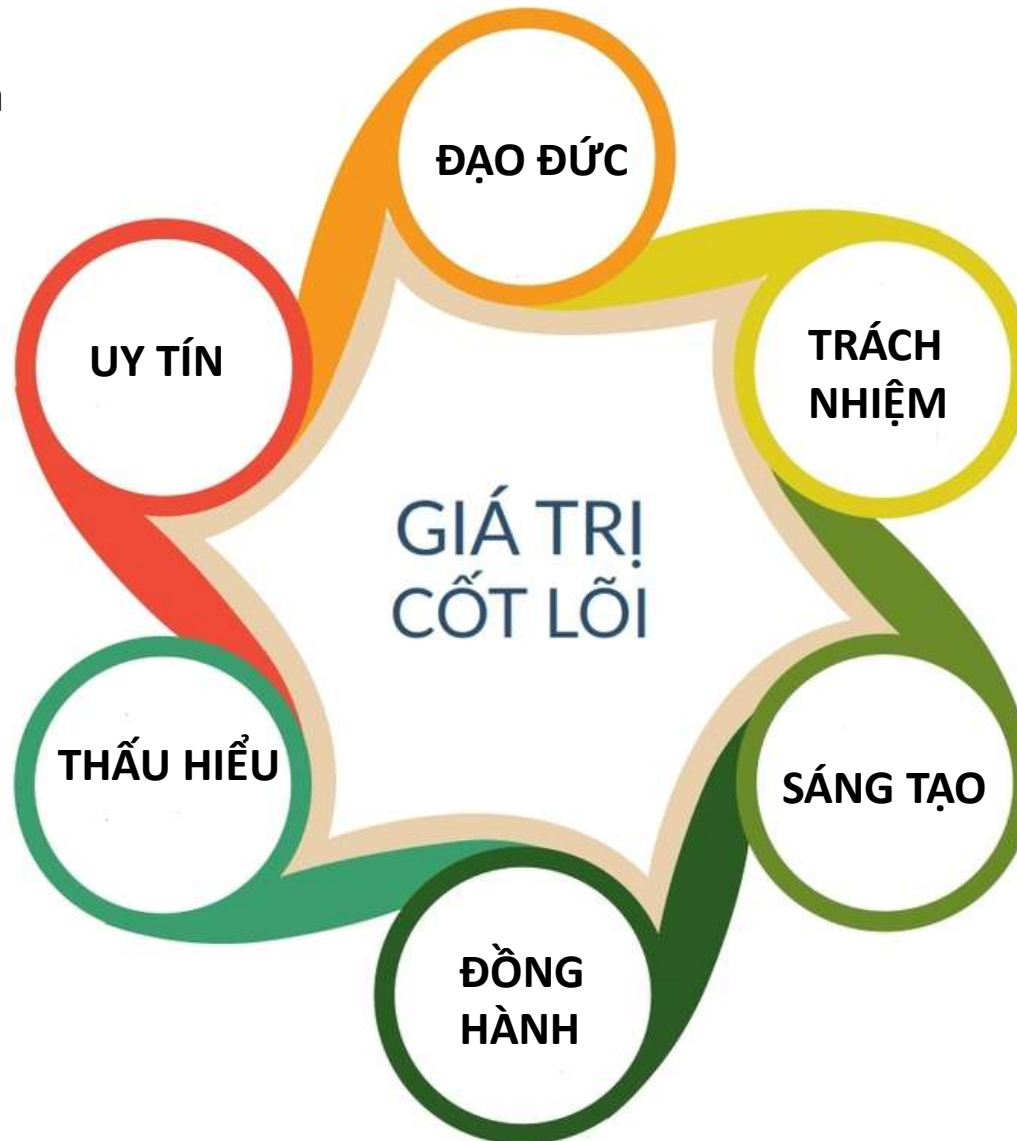 ĐẠO ĐỨC
UY TÍN
TRÁCH
NHIỆM
GIÁ TRỊ
CỐT LÕI
THẤU HIỂU
SÁNG TẠO
ĐỒNG
HÀNH